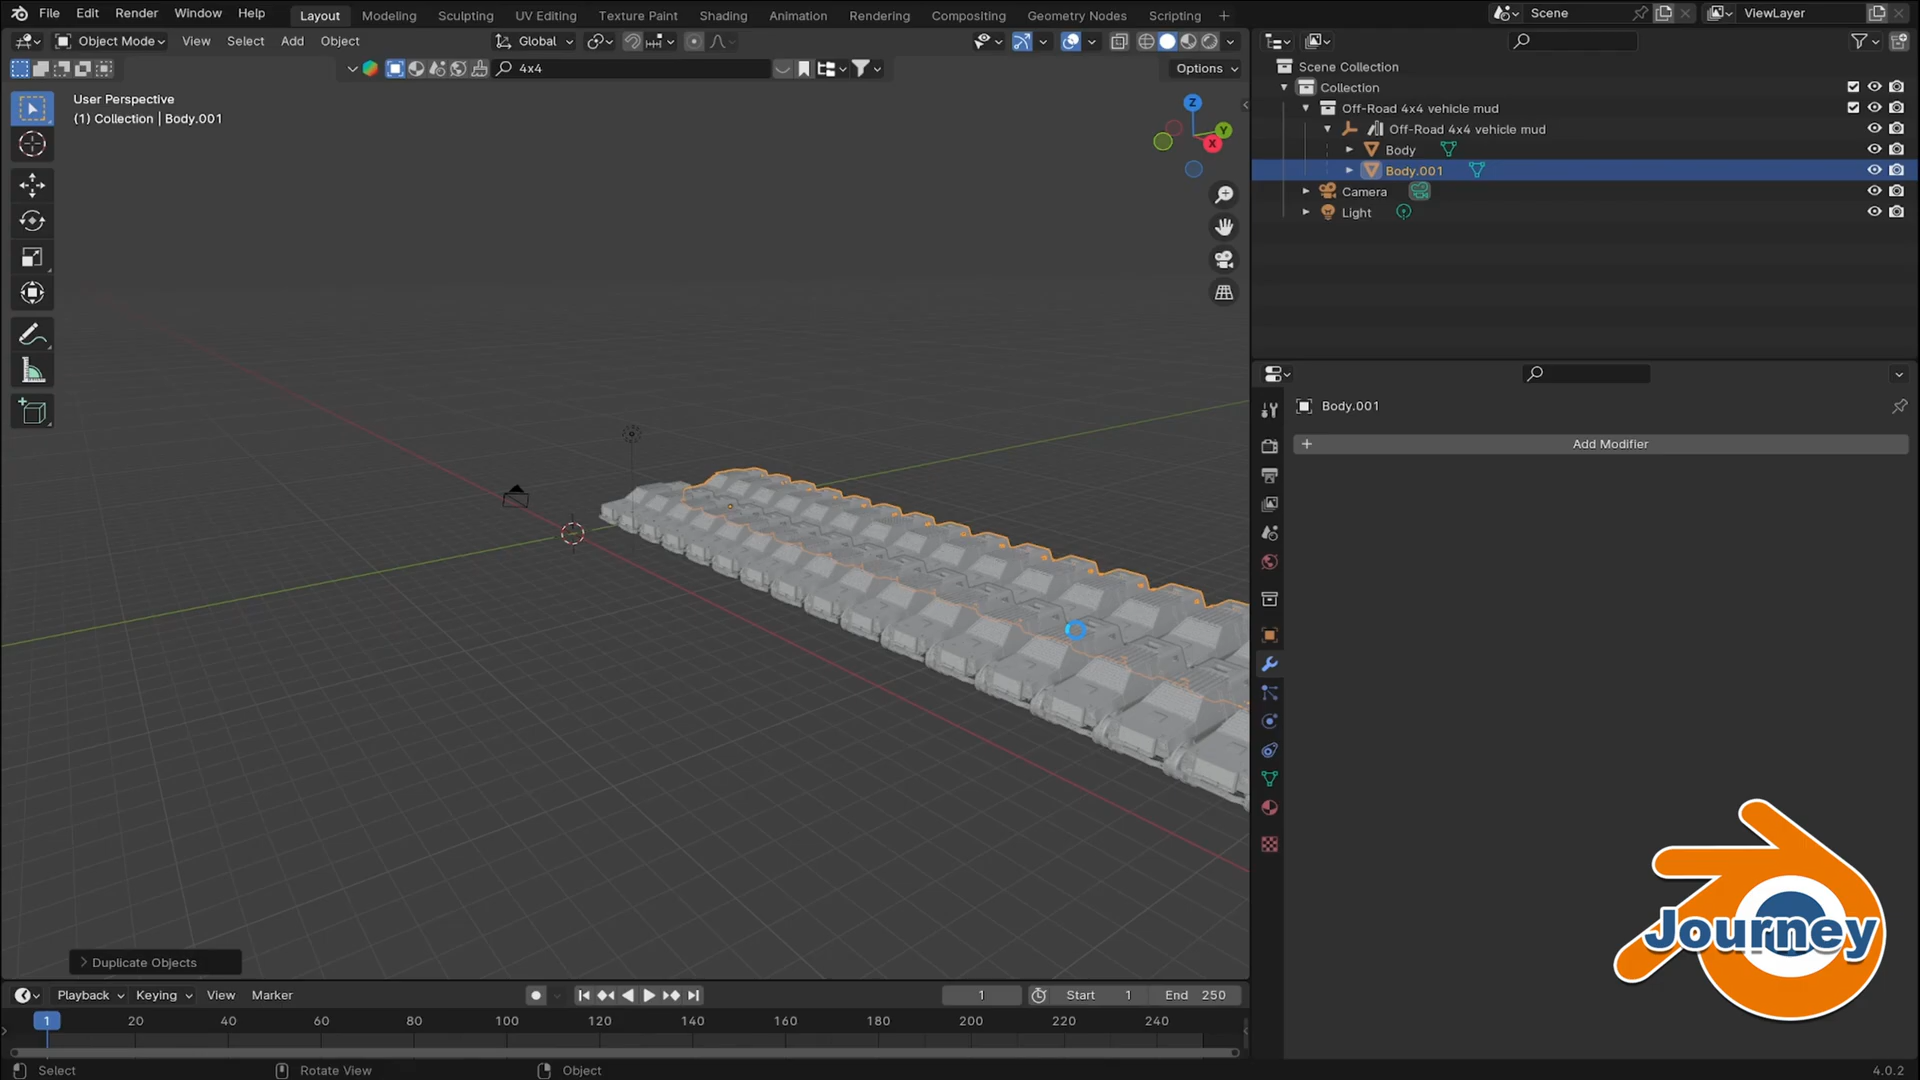 File Edit Render Window Help Layout Modeling Sculpting UV Editing Texture Paint Shading Animation Rendering Compositing Geometry Nodes Scripting + Scene ViewLayer
Object Mode View Select Add Object Global
4x4 Options
User Perspective
(1) Collection | Body.001
Z
Y
X
Scene Collection
Collection
Off-Road 4x4 vehicle mud
Off-Road 4x4 vehicle mud
Body
Body.001
Camera
Light
Body.001
+ Add Modifier
Journey
Duplicate Objects
Playback Keying View Marker 1 Start 1 End 250
1 20 40 60 80 100 120 140 160 180 200 220 240
Select Rotate View Object 4.0.2